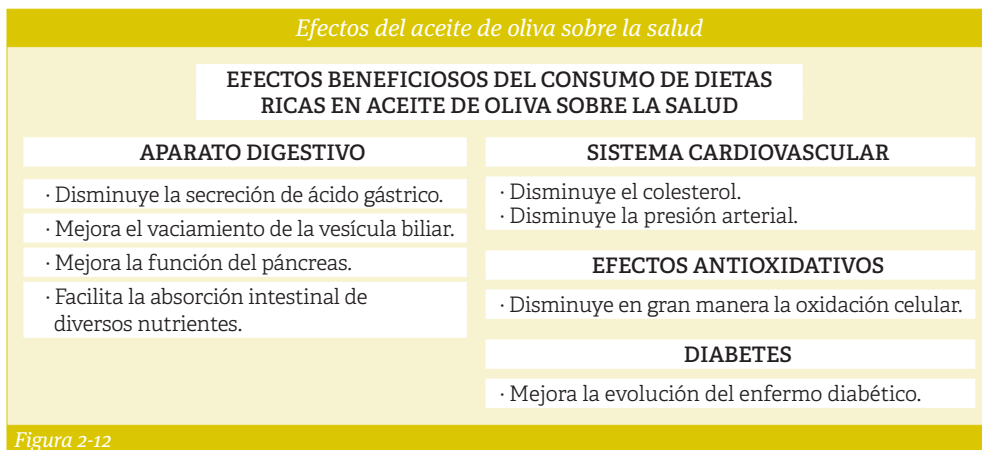 Efectos del aceite de oliva sobre la salud
EFECTOS BENEFICIOSOS DEL CONSUMO DE DIETAS
RICAS EN ACEITE DE OLIVA SOBRE LA SALUD
APARATO DIGESTIVO
· Disminuye la secreción de ácido gástrico.
· Mejora el vaciamiento de la vesícula biliar.
· Mejora la función del páncreas.
· Facilita la absorción intestinal de
diversos nutrientes.
SISTEMA CARDIOVASCULAR
· Disminuye el colesterol.
· Disminuye la presión arterial.
EFECTOS ANTIOXIDATIVOS
· Disminuye en gran manera la oxidación celular.
DIABETES
· Mejora la evolución del enfermo diabético.
Figura 2-12